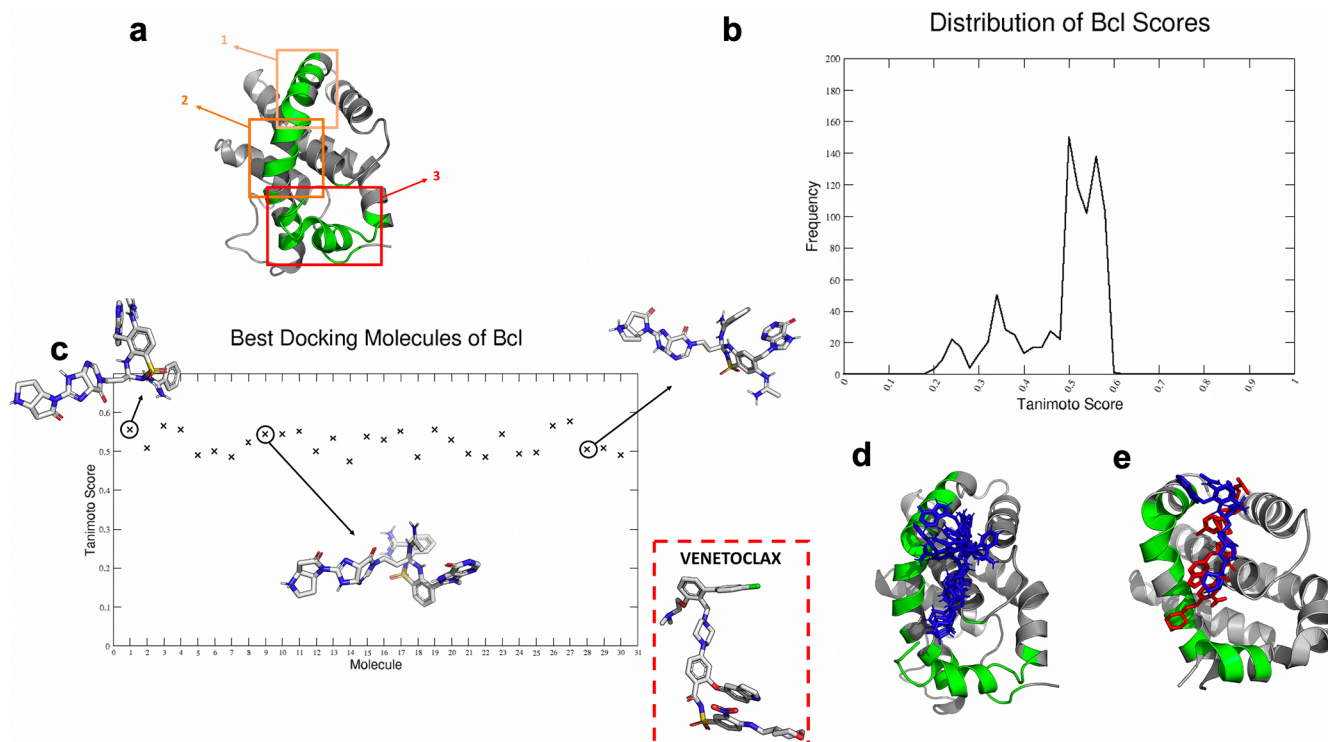 a
1
2
3
b
Distribution of Bcl Scores
Frequency
200
180
160
140
120
100
80
60
40
20
0
0 0.1 0.2 0.3 0.4 0.5 0.6 0.7 0.8 0.9 1
Tanimoto Score
c
Best Docking Molecules of Bcl
Tanimoto Score
0.6
0.5
0.4
0.3
0.2
0.1
0
0 1 2 3 4 5 6 7 8 9 10 11 12 13 14 15 16 17 18 19 20 21 22 23 24 25 26 27 28 29 30 31
Molecule
VENETOCLAX
d
e